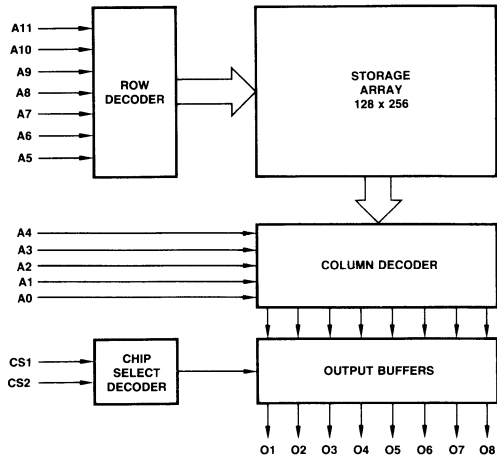 A11
A10
A9
A8
A7
A6
A5
ROW
DECODER
STORAGE
ARRAY
128 x 256
A4
A3
A2
A1
A0
COLUMN DECODER
CS1
CS2
CHIP
SELECT
DECODER
OUTPUT BUFFERS
O1 O2 O3 O4 O5 O6 O7 O8